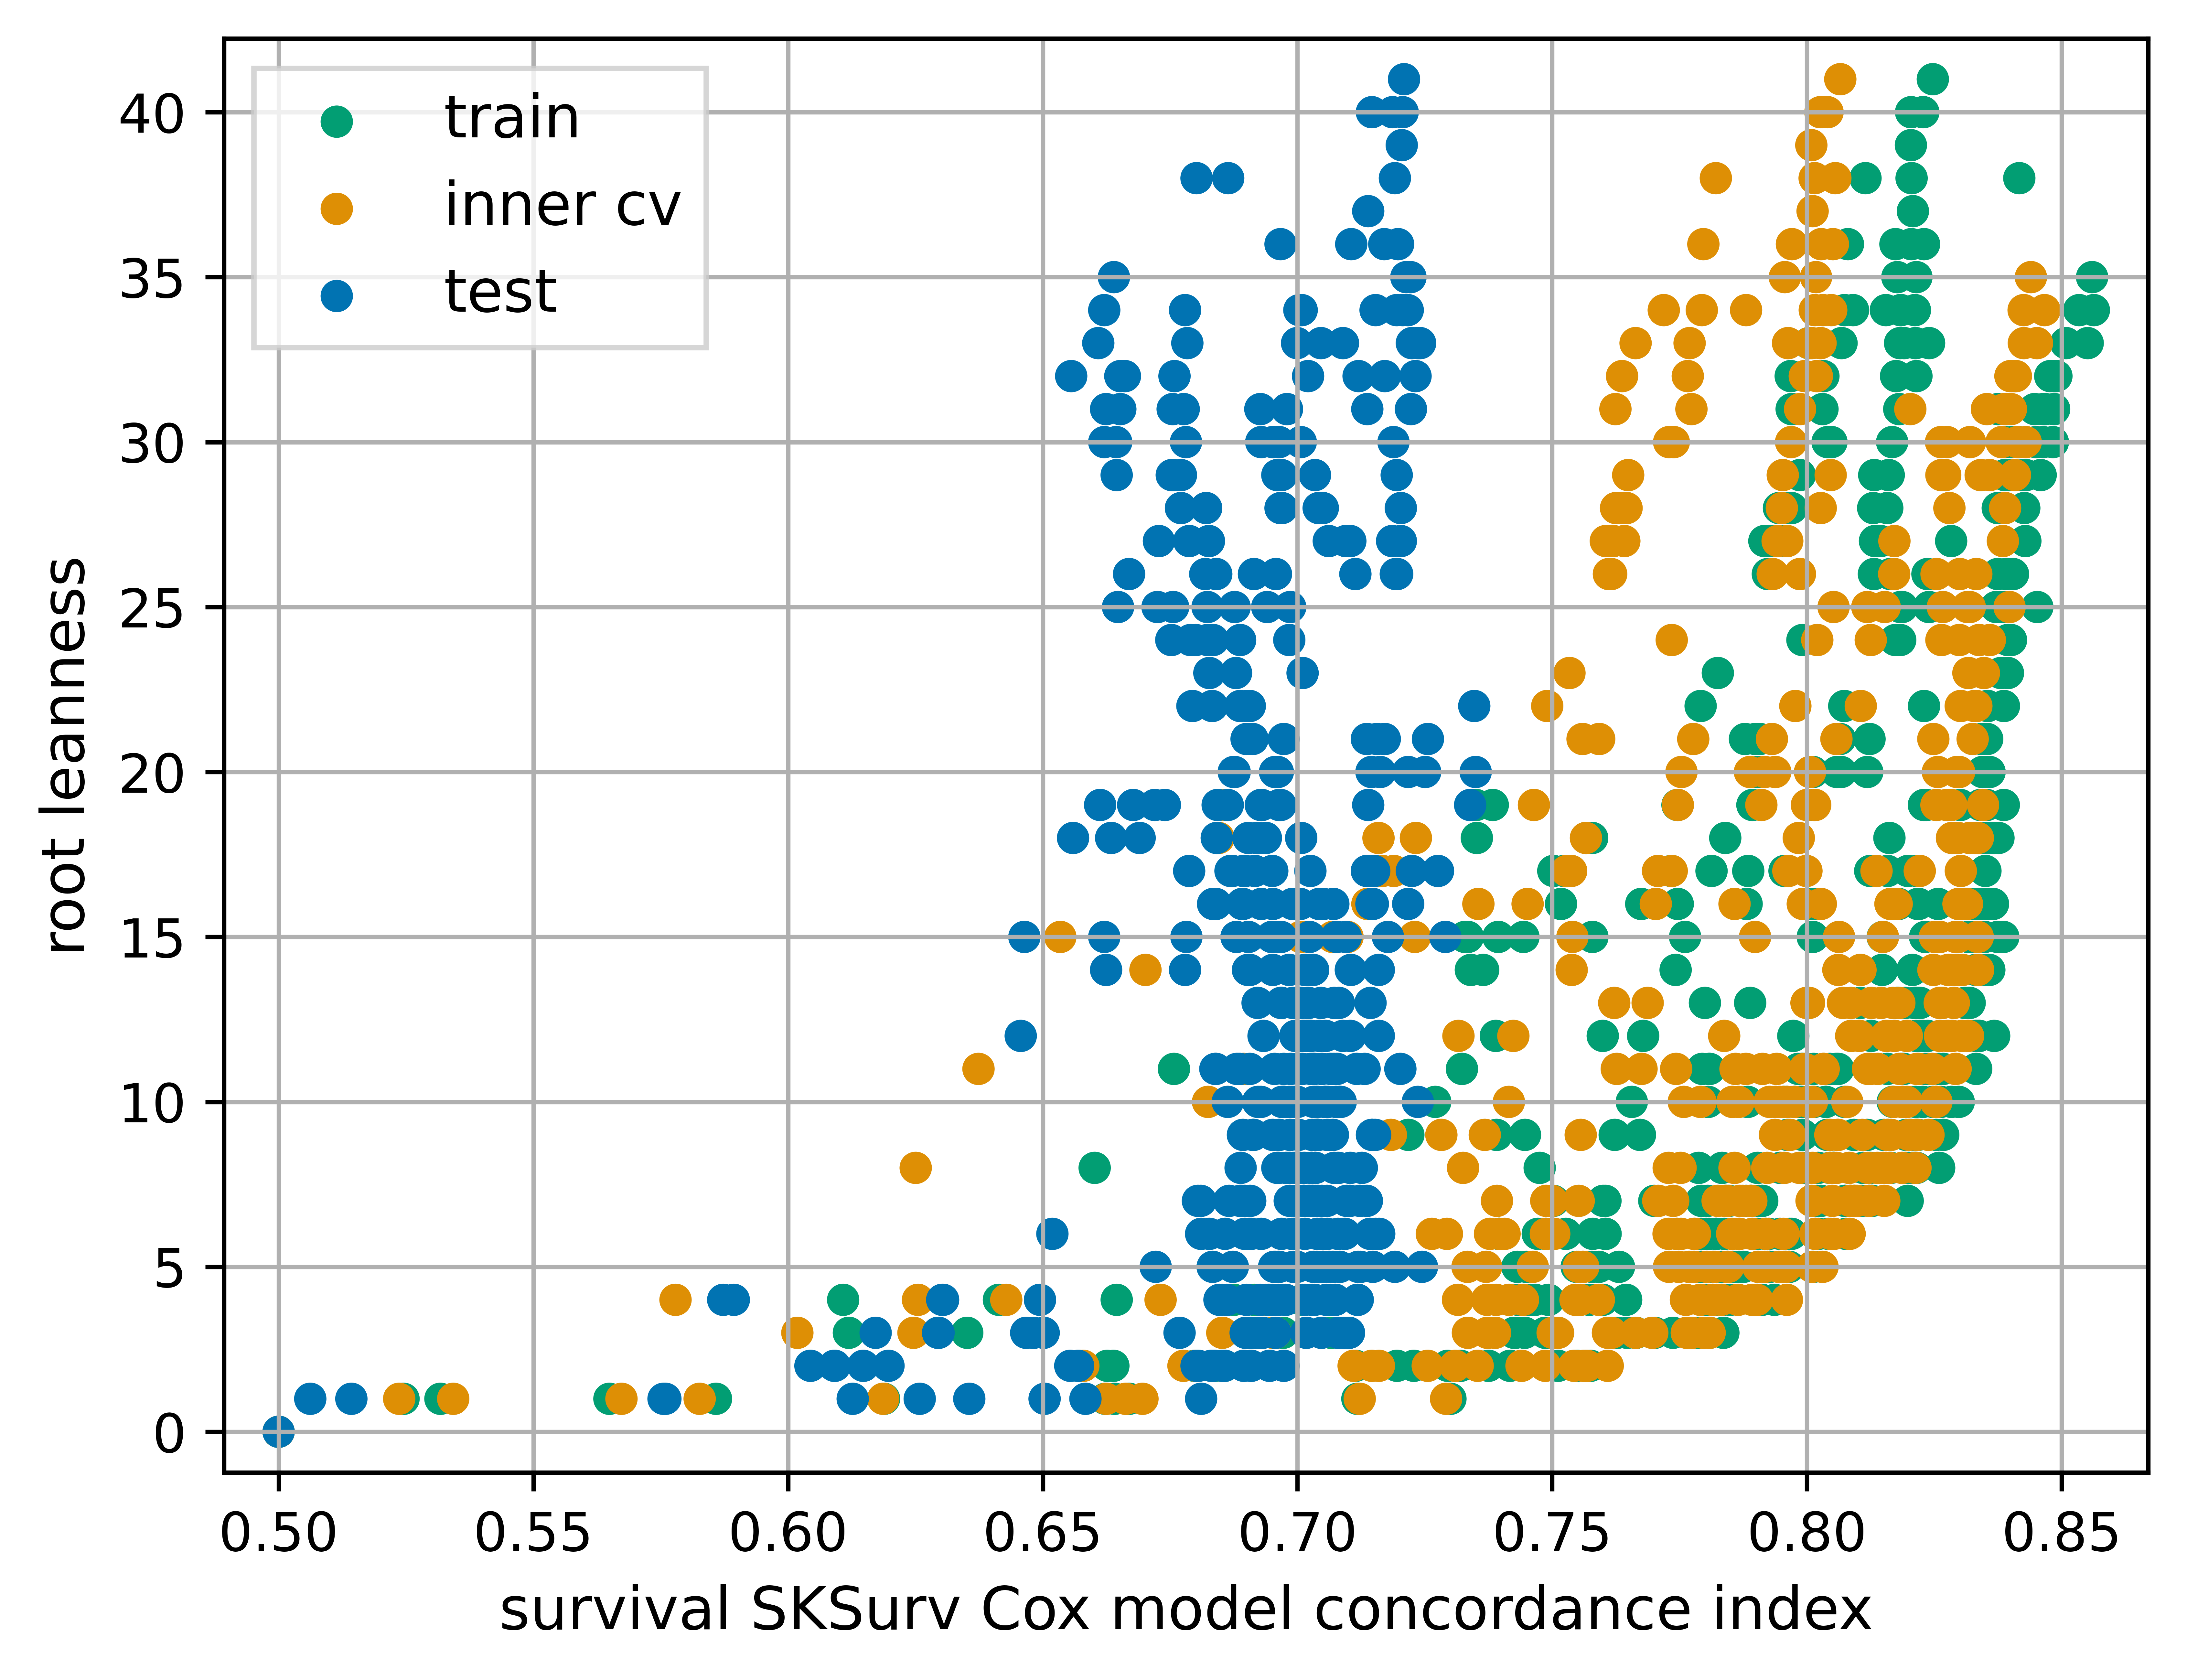 train
inner cv
test
root leanness
40
35
30
25
20
15
10
5
0
0.50 0.55 0.60 0.65 0.70 0.75 0.80 0.85
survival SKSurv Cox model concordance index